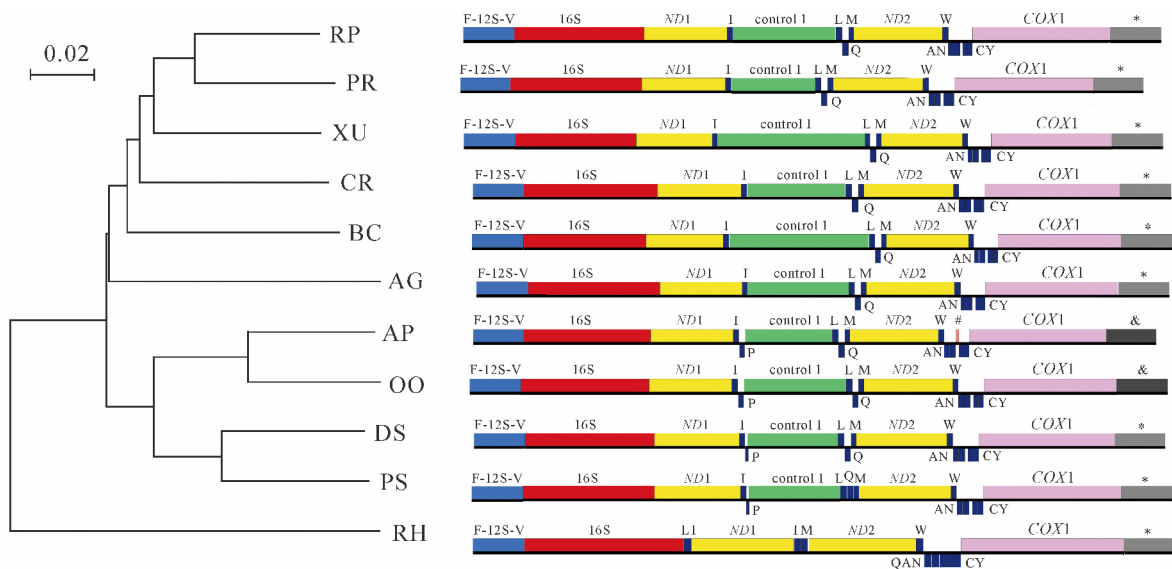 F-12S-V 16S ND1 I control 1 L M ND2 W COX1 *
RP
Q AN CY
0.02
F-12S-V 16S ND1 I control 1 L M ND2 W COX1 *
PR
Q AN CY
F-12S-V 16S ND1 I control 1 L M ND2 W COX1 *
XU
Q AN CY
F-12S-V 16S ND1 I control 1 L M ND2 W COX1 *
CR
Q AN CY
F-12S-V 16S ND1 I control 1 L M ND2 W COX1 *
BC
Q AN CY
F-12S-V 16S ND1 I control 1 L M ND2 W COX1 *
AG
Q AN CY
F-12S-V 16S ND1 I control 1 L M ND2 W # COX1 &
AP
P Q AN CY
F-12S-V 16S ND1 I control 1 L M ND2 W COX1 &
OO
P Q AN CY
F-12S-V 16S ND1 I control 1 L M ND2 W COX1 *
DS
P Q AN CY
F-12S-V 16S ND1 I control 1 L Q M ND2 W COX1 *
PS
P AN CY
F-12S-V 16S L1 ND1 I M ND2 W COX1 *
RH
QAN CY